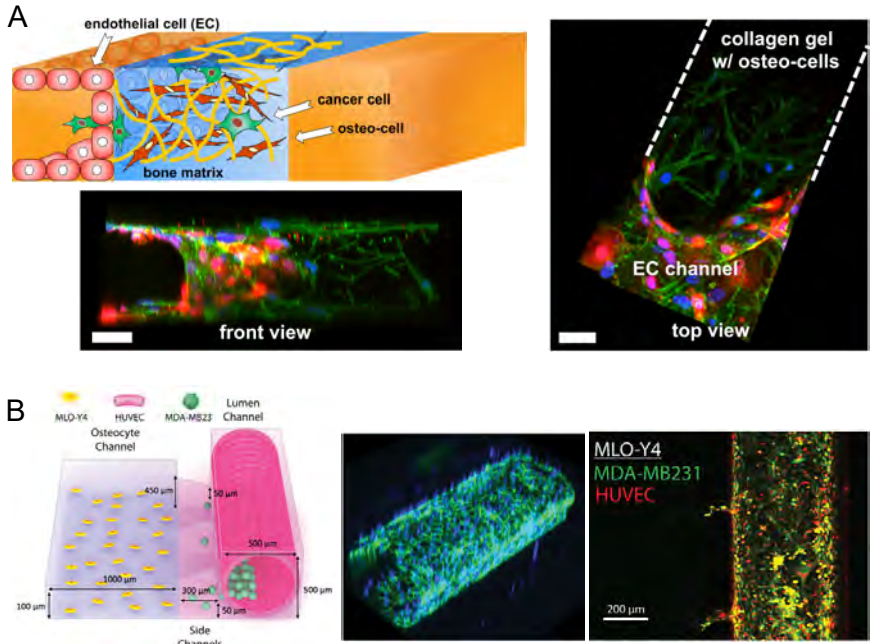 A
endothelial cell (EC)
cancer cell
osteo-cell
bone matrix
front view
collagen gel
w/ osteo-cells
EC channel
top view
B
MLO-Y4
HUVEC
MDA-MB23
Lumen
Channel
Osteocyte
Channel
450 µm
50 µm
500 µm
1000 µm
300 µm
500 µm
100 µm
50 µm
Side
Channels
MLO-Y4
MDA-MB231
HUVEC
200 µm